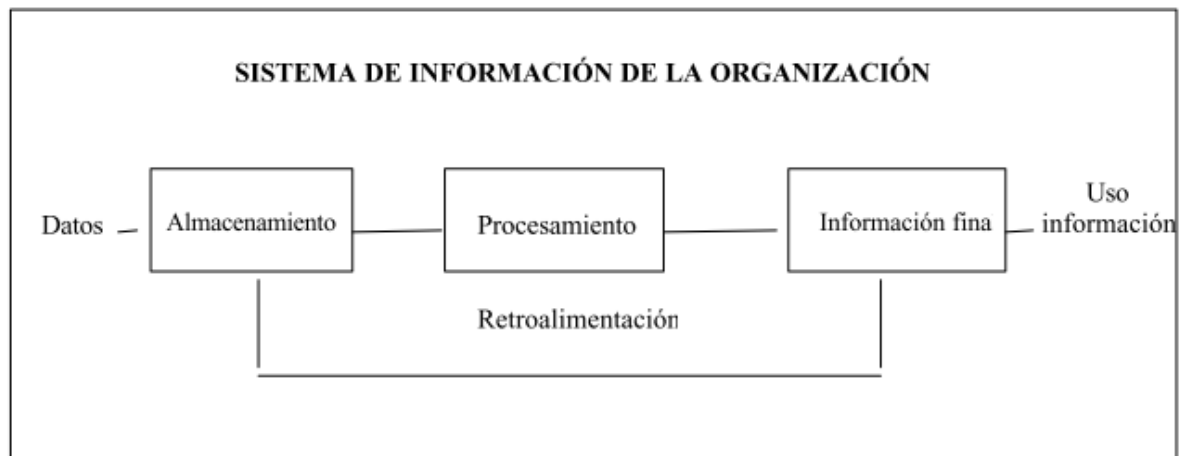 SISTEMA DE INFORMACIÓN DE LA ORGANIZACIÓN
Datos
Almacenamiento
Procesamiento
Información fina
Uso
información
Retroalimentación